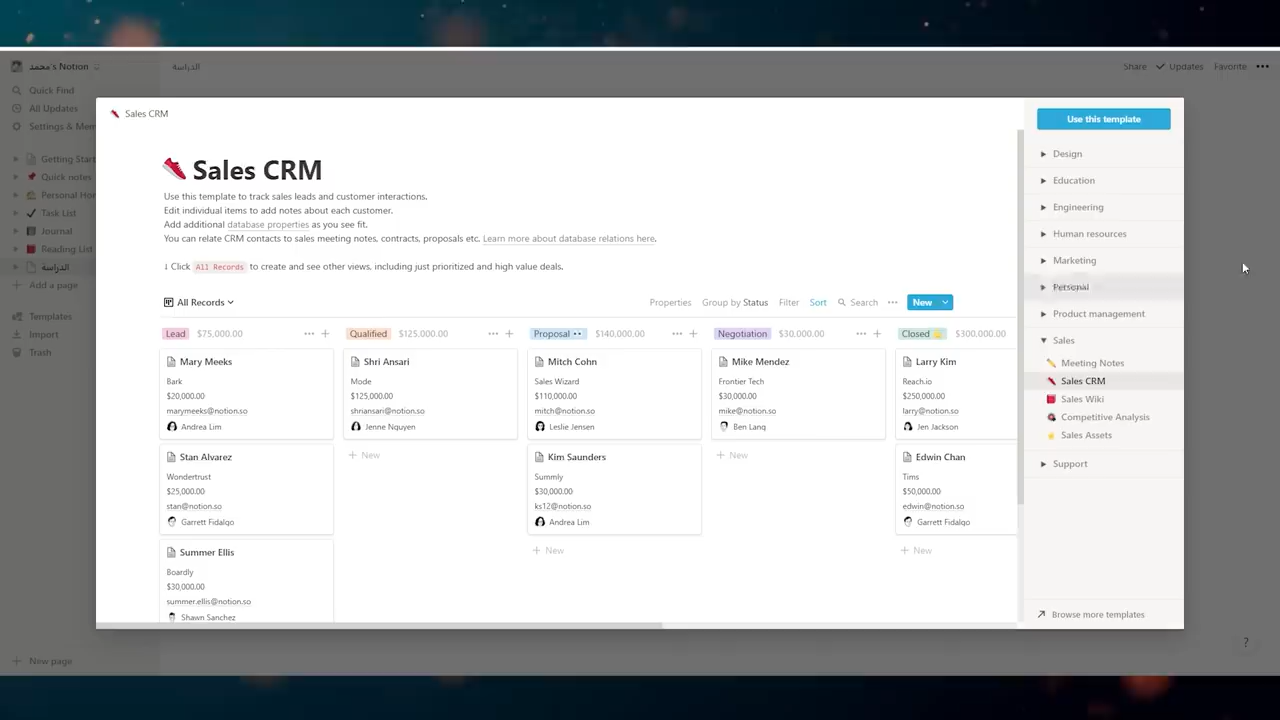 محمد's Notion
الدراسة
Share
Updates
Favorite
Quick Find
All Updates
Settings & Mem
Getting Start
Quick notes
Personal Hom
Task List
Journal
Reading List
الدراسة
Add a page
Templates
Import
Trash
New page
Sales CRM
Sales CRM
Use this template to track sales leads and customer interactions.
Edit individual items to add notes about each customer.
Add additional database properties as you see fit.
You can relate CRM contacts to sales meeting notes, contracts, proposals etc. Learn more about database relations here.
↓ Click All Records to create and see other views, including just prioritized and high value deals.
All Records
Properties
Group by Status
Filter
Sort
Search
New
Lead $75,000.00
Mary Meeks
Bark
$20,000.00
marymeeks@notion.so
Andrea Lim
Stan Alvarez
Wondertrust
$25,000.00
stan@notion.so
Garrett Fidalgo
Summer Ellis
Boardly
$30,000.00
summer.ellis@notion.so
Shawn Sanchez
Qualified $125,000.00
Shri Ansari
Mode
$125,000.00
shriansari@notion.so
Jenne Nguyen
+ New
Proposal $140,000.00
Mitch Cohn
Sales Wizard
$110,000.00
mitch@notion.so
Leslie Jensen
Kim Saunders
Summly
$30,000.00
ks12@notion.so
Andrea Lim
+ New
Negotiation $30,000.00
Mike Mendez
Frontier Tech
$30,000.00
mike@notion.so
Ben Lang
+ New
Closed $300,000.00
Larry Kim
Reach.io
$250,000.00
larry@notion.so
Jen Jackson
Edwin Chan
Tims
$50,000.00
edwin@notion.so
Garrett Fidalgo
+ New
Use this template
Design
Education
Engineering
Human resources
Marketing
Personal
Product management
Sales
Meeting Notes
Sales CRM
Sales Wiki
Competitive Analysis
Sales Assets
Support
Browse more templates
?